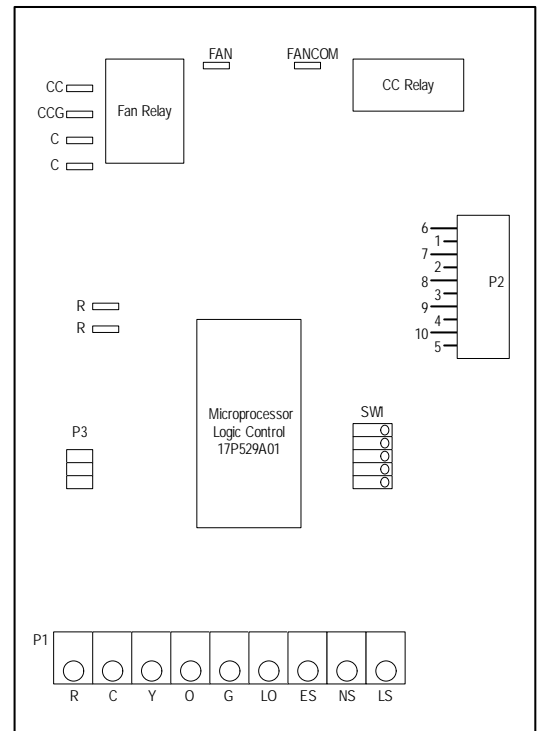 FAN
FANCOM
CC
CCG
C
C
Fan Relay
CC Relay
6
1
7
2
8
3
9
4
10
5
P2
R
R
Microprocessor
Logic Control
17P529A01
P3
SW1
P1
R C Y O G LO ES NS LS